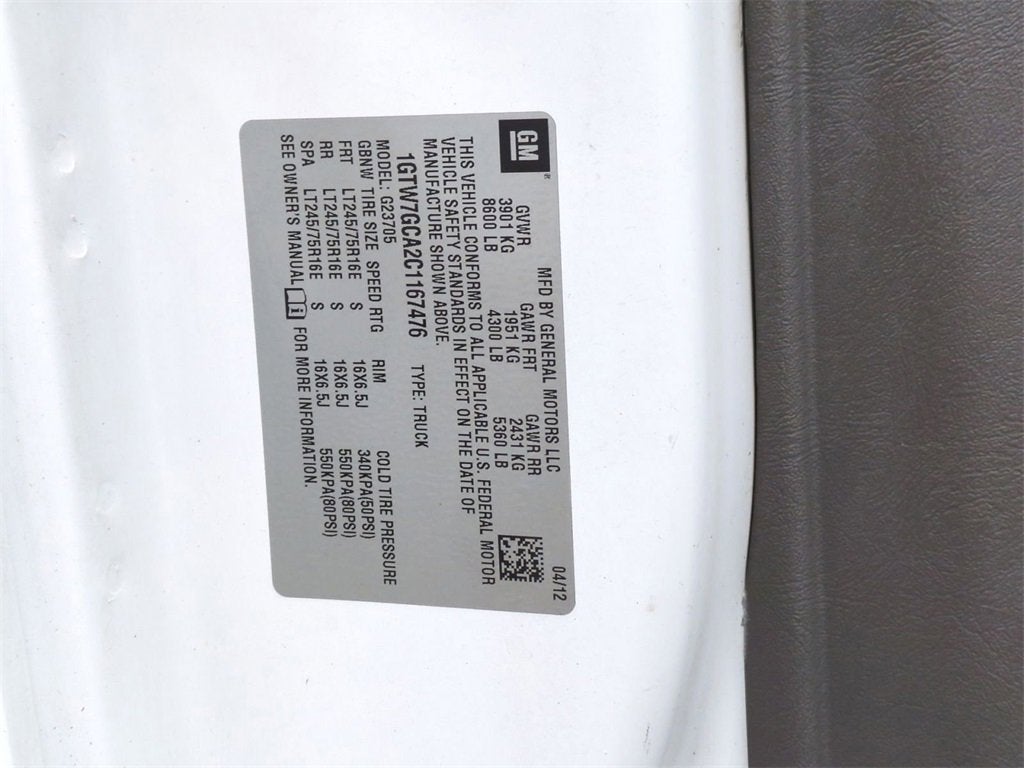 GM
MFD BY GENERAL MOTORS LLC 04/12
GVWR GAWR FRT GAWR RR
3901 KG 1951 KG 2431 KG
8600 LB 4300 LB 5360 LB
THIS VEHICLE CONFORMS TO ALL APPLICABLE U.S. FEDERAL MOTOR
VEHICLE SAFETY STANDARDS IN EFFECT ON THE DATE OF
MANUFACTURE SHOWN ABOVE.
1GTW7GCA2C1167476 TYPE: TRUCK
MODEL: G23705
GBNW TIRE SIZE SPEED RTG RIM COLD TIRE PRESSURE
FRT LT245/75R16E S 16X6.5J 340KPA(50PSI)
RR LT245/75R16E S 16X6.5J 550KPA(80PSI)
SPA LT245/75R16E S 16X6.5J 550KPA(80PSI)
SEE OWNER'S MANUAL i FOR MORE INFORMATION.